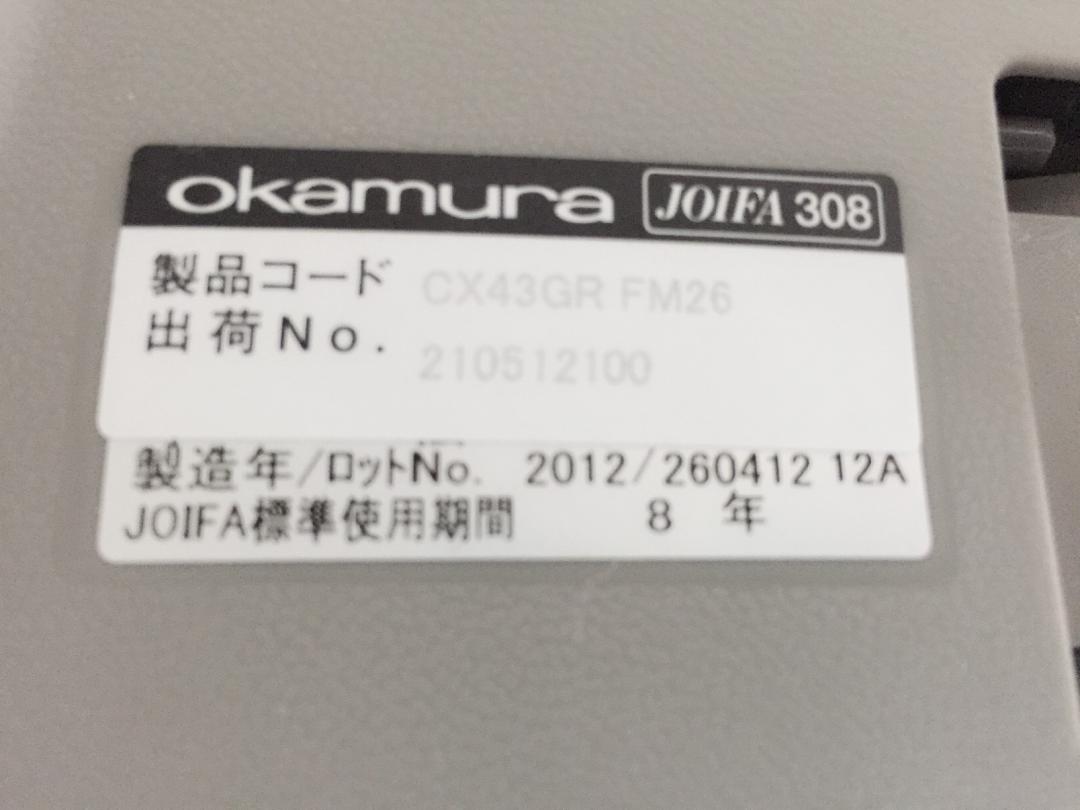 okamura JOIFA 308
製品コード CX43GR FM26
出荷No. 210512100
製造年/ロットNo. 2012/260412 12A
JOIFA標準使用期間 8 年